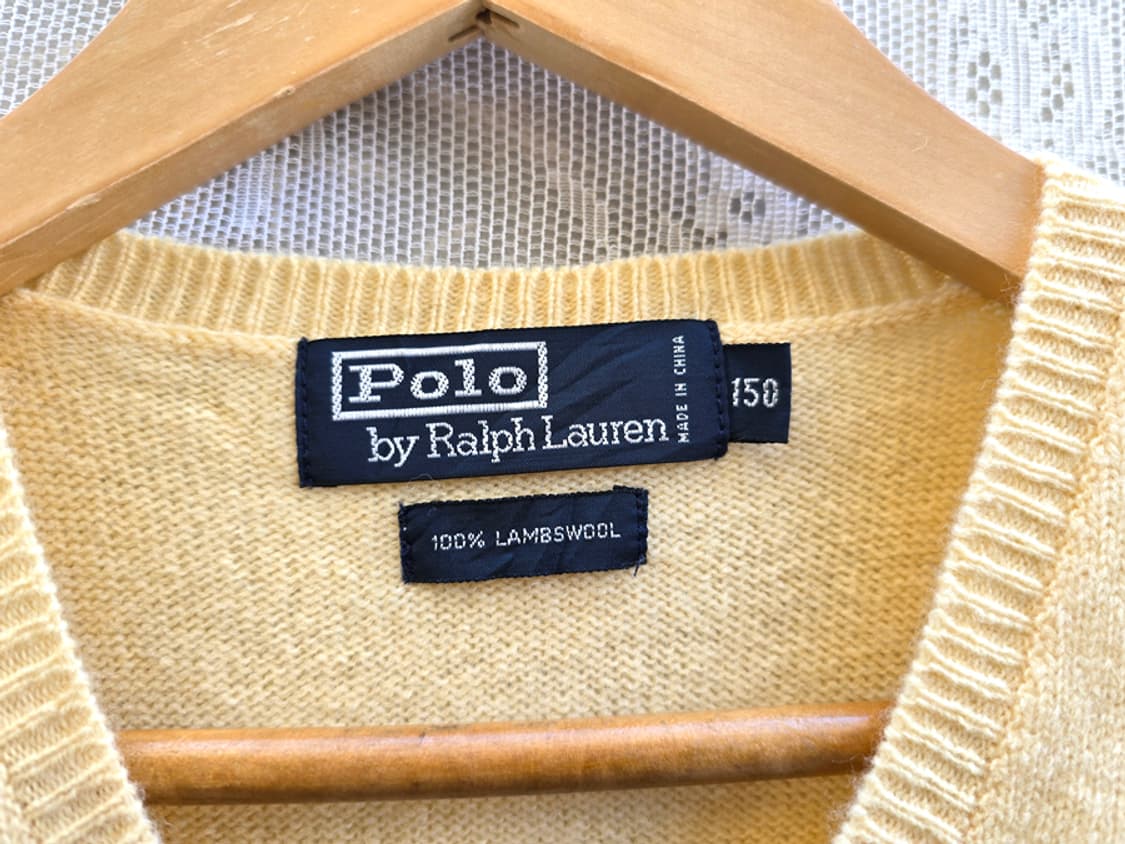 Polo
by Ralph Lauren
MADE IN CHINA
150
100% LAMBSWOOL